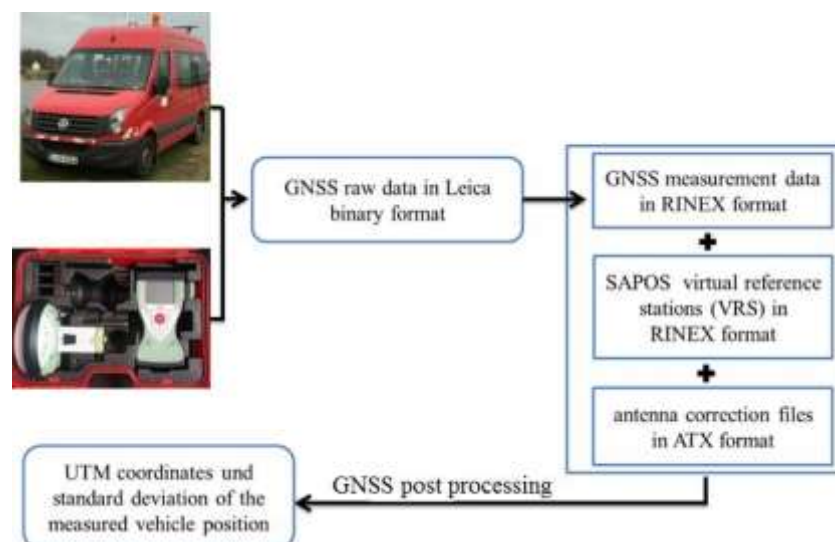 GNSS raw data in Leica
binary format
GNSS measurement data
in RINEX format
+
SAPOS virtual reference
stations (VRS) in
RINEX format
+
antenna correction files
in ATX format
GNSS post processing
UTM coordinates und
standard deviation of the
measured vehicle position